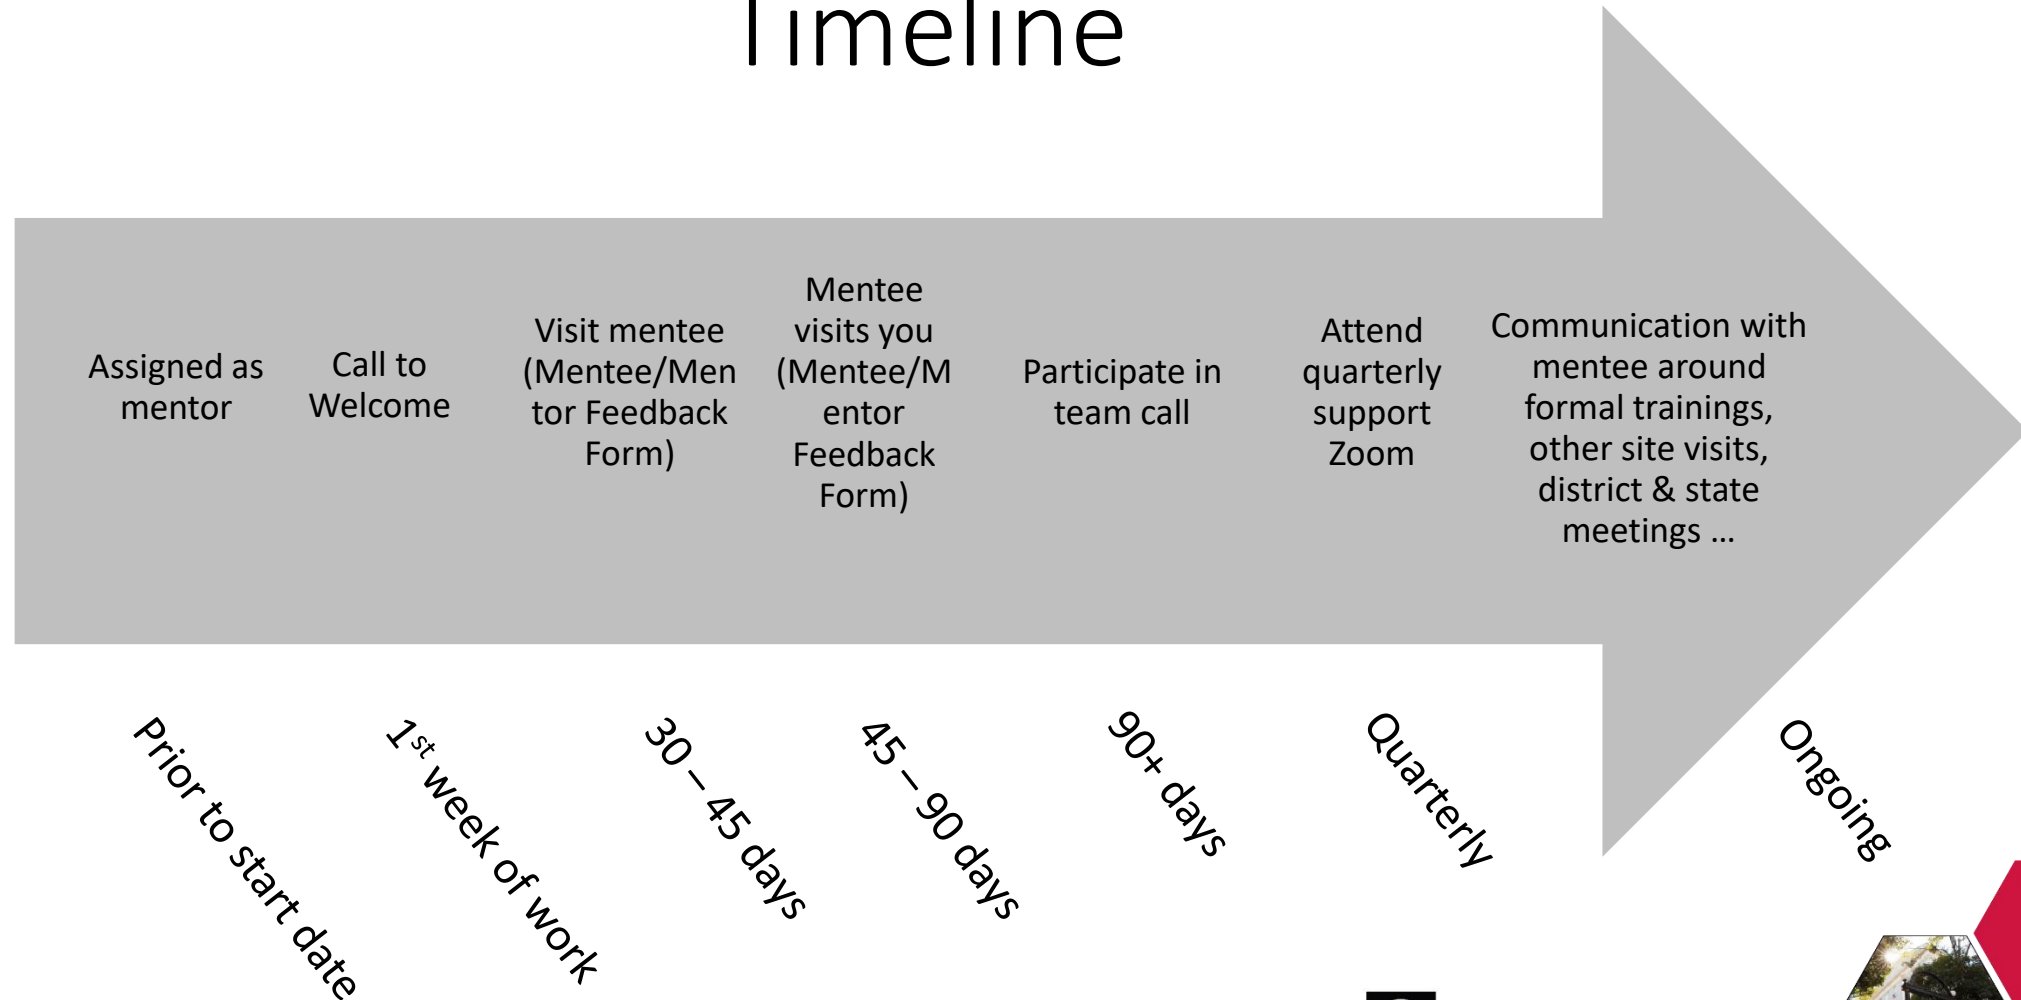 Timeline
Assigned as
mentor
Call to
Welcome
Visit mentee
(Mentee/Men
tor Feedback
Form)
Mentee
visits you
(Mentee/M
entor
Feedback
Form)
Participate in
team call
Attend
quarterly
support
Zoom
Communication with
mentee around
formal trainings,
other site visits,
district & state
meetings ...
Prior to start date
1st week of work
30 – 45 days
45 – 90 days
90+ days
Quarterly
Ongoing